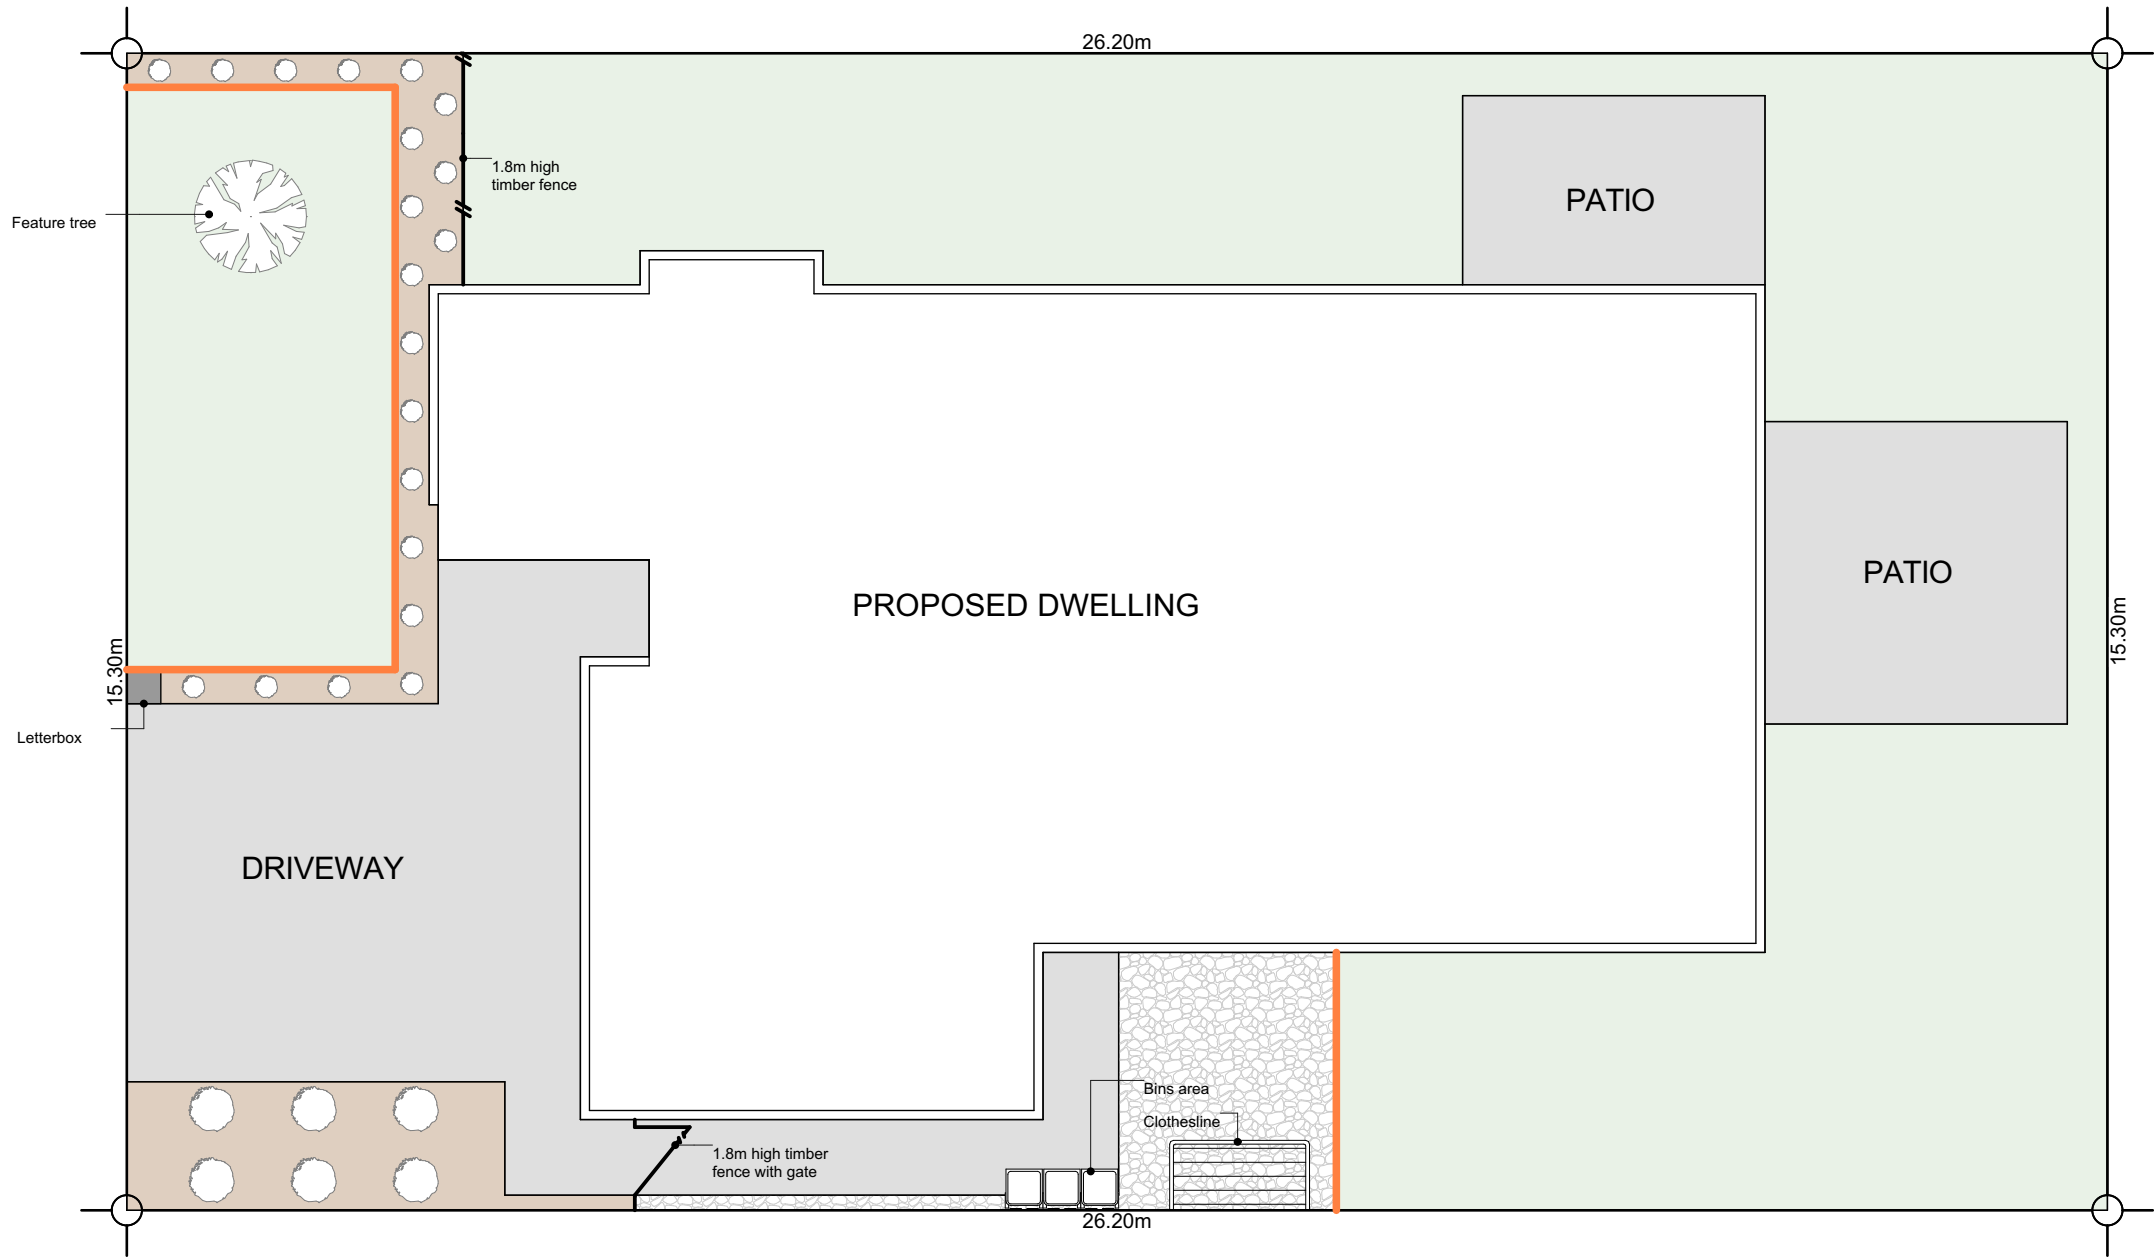 26.20m
1.8m high
timber fence
PATIO
Feature tree
PATIO
PROPOSED DWELLING
15.30m
15.30m
Letterbox
DRIVEWAY
Bins area
Clothesline
1.8m high timber
fence with gate
26.20m